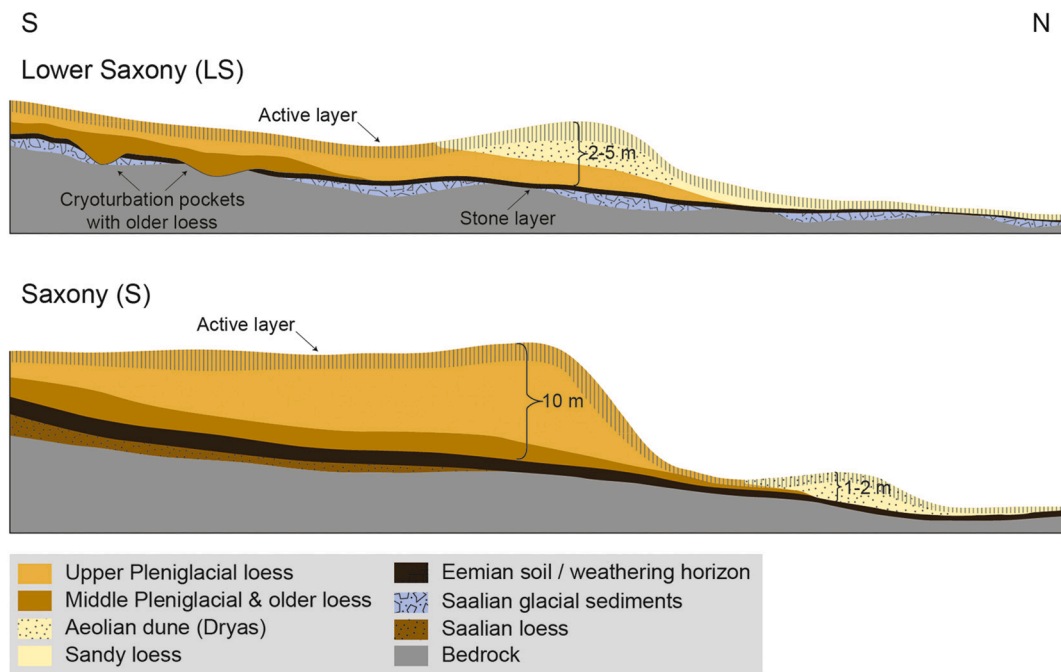 S
N
Lower Saxony (LS)
Active layer
2-5 m
Cryoturbation pockets
with older loess
Stone layer
Saxony (S)
Active layer
10 m
1-2 m
Upper Pleniglacial loess
Middle Pleniglacial & older loess
Aeolian dune (Dryas)
Sandy loess
Eemian soil / weathering horizon
Saalian glacial sediments
Saalian loess
Bedrock